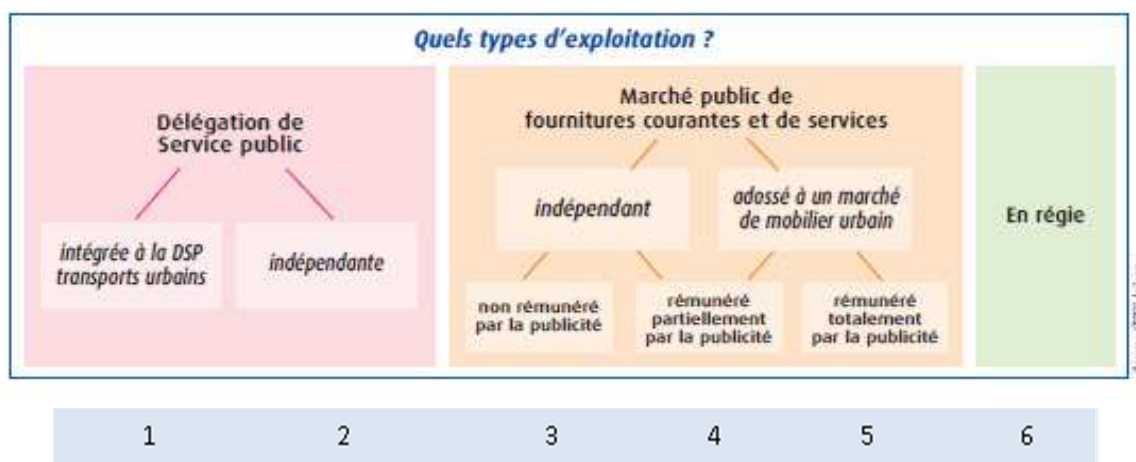 Quels types d'exploitation ?
Délégation de
Service public
intégrée à la DSP
transports urbains
indépendante
Marché public de
fournitures courantes et de services
indépendant
adossé à un marché
de mobilier urbain
non rémunéré
par la publicité
rémunéré
partiellement
par la publicité
rémunéré
totalement
par la publicité
En régie
1 2 3 4 5 6